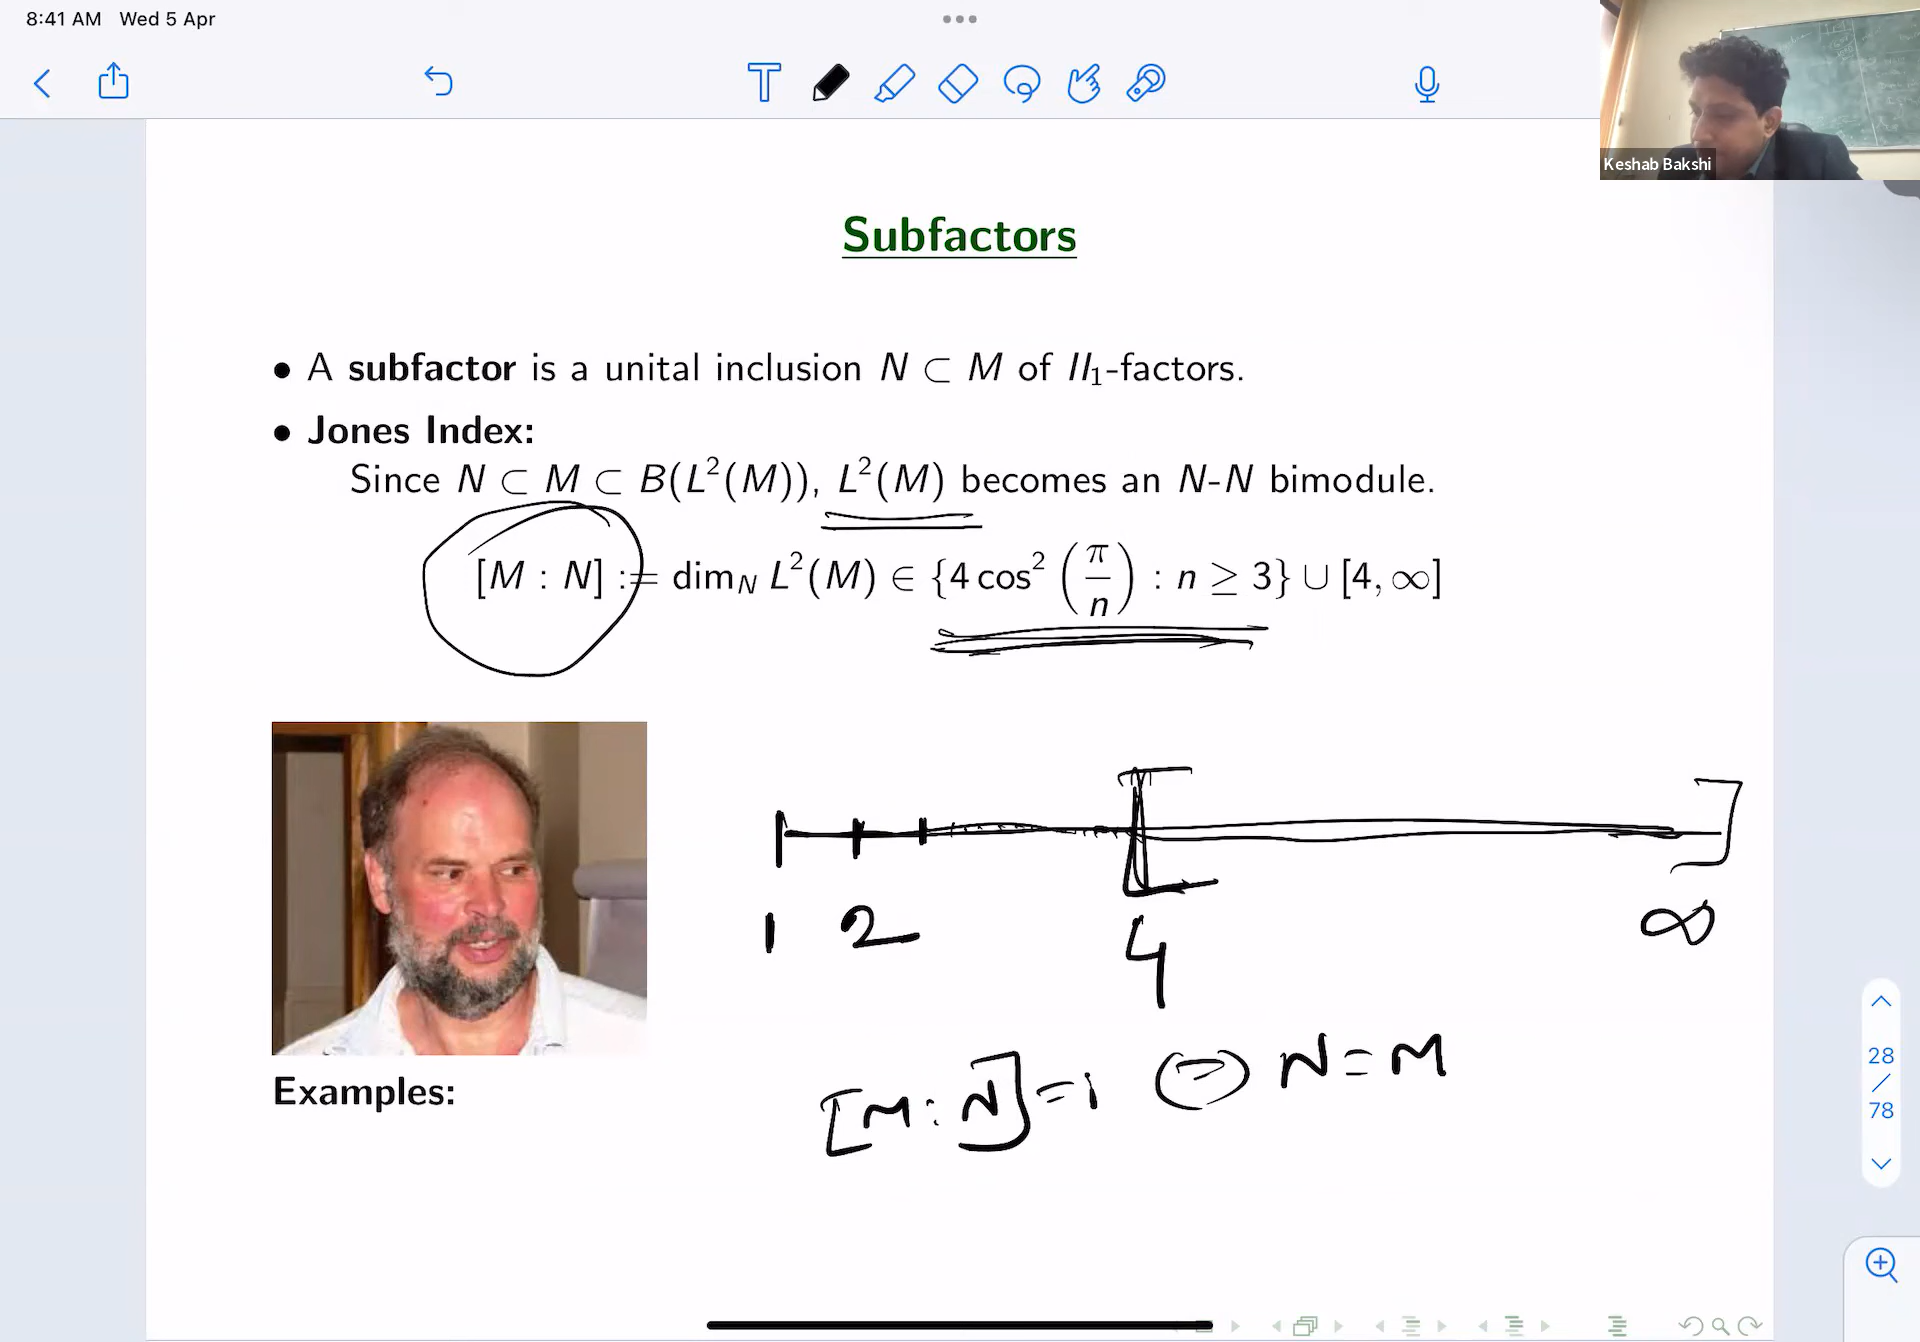 8:41 AM Wed 5 Apr
Keshab Bakshi
Subfactors
• A subfactor is a unital inclusion N ⊂ M of II₁-factors.
• Jones Index:
Since N ⊂ M ⊂ B(L²(M)), L²(M) becomes an N-N bimodule.
[M : N] := dim_N L²(M) ∈ {4 cos² (π/n) : n ≥ 3} ∪ [4, ∞]
1 2 4 ∞
[M : N] = 1 ⇔ N = M
Examples:
28
/
78